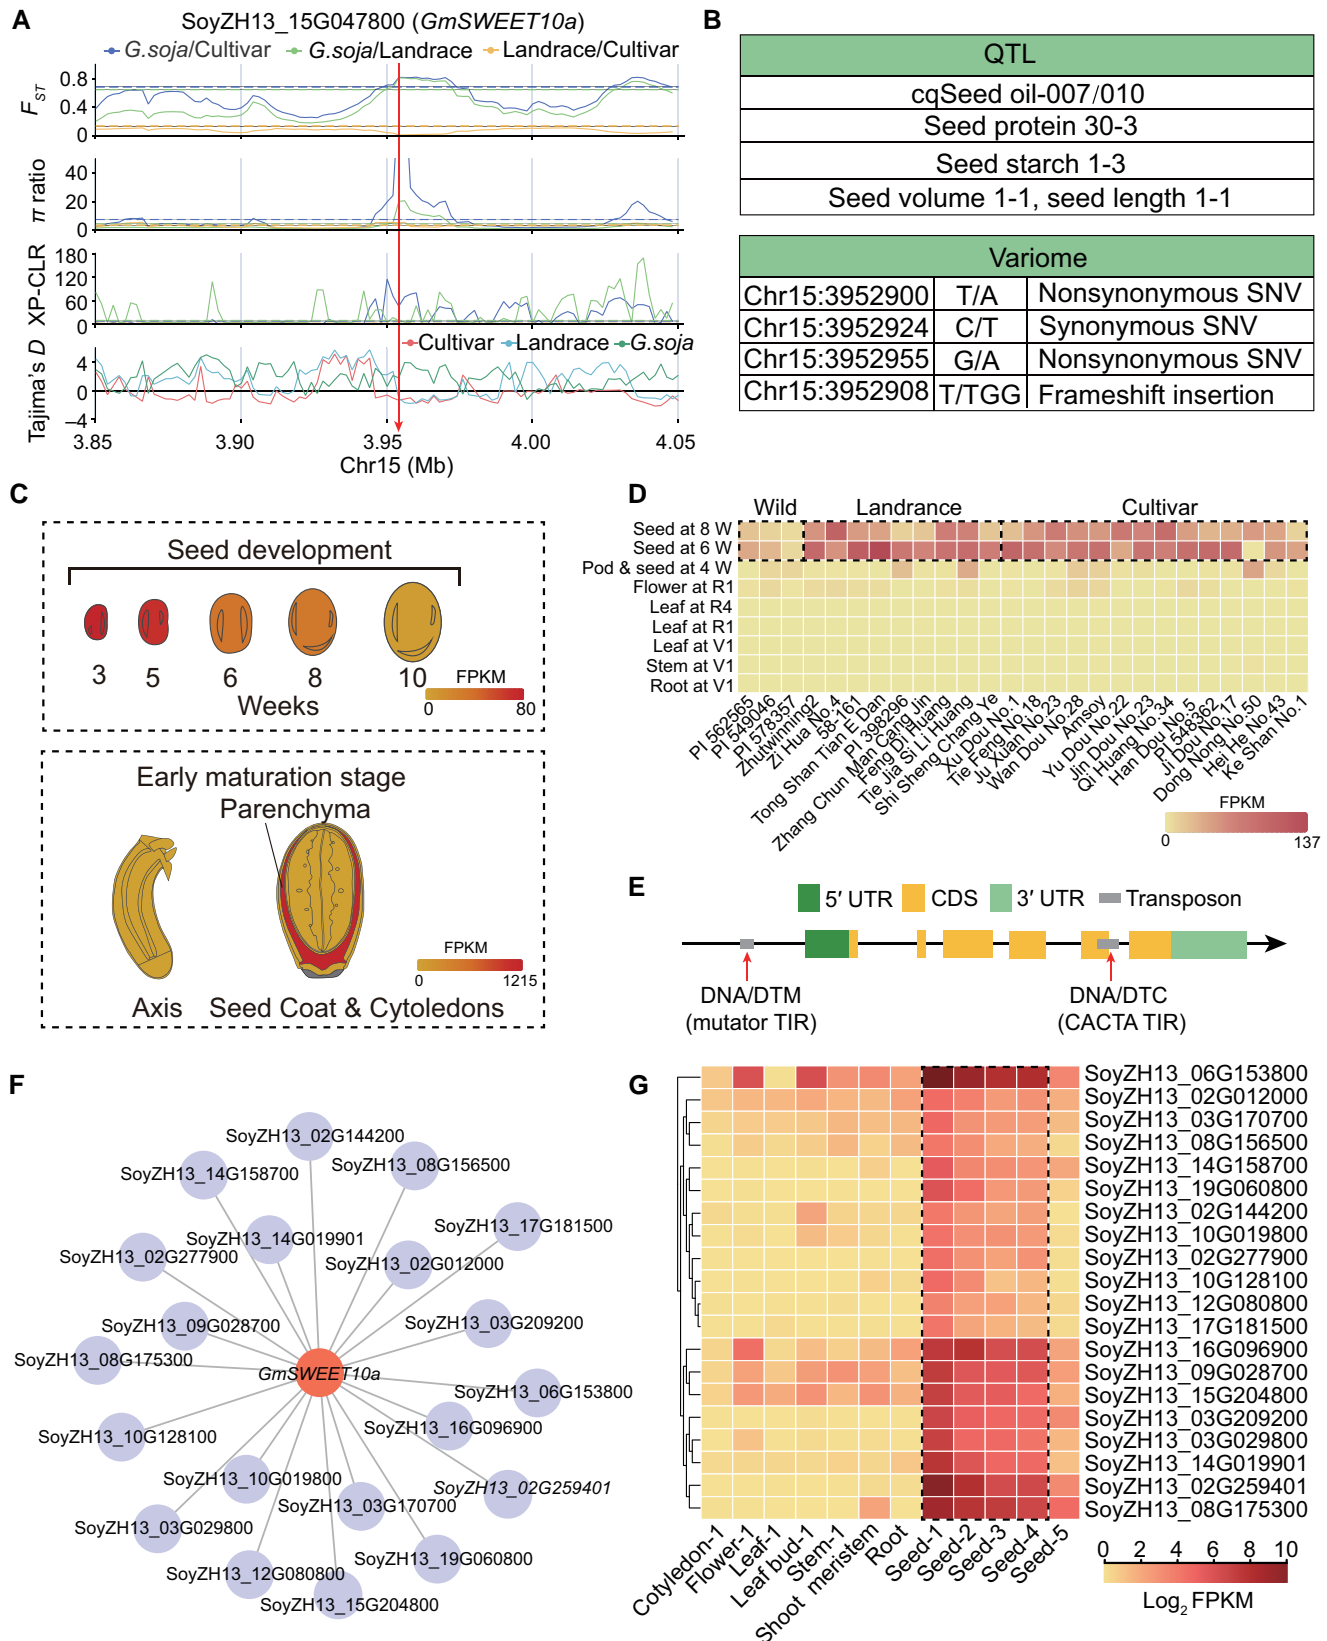 A
SoyZH13_15G047800 (GmSWEET10a)
G.soja/Cultivar G.soja/Landrace Landrace/Cultivar
FST
0.8
0.4
0
π ratio
40
20
0
XP-CLR
180
120
60
0
Cultivar Landrace G.soja
Tajima's D
4
0
−4
3.85 3.90 3.95 4.00 4.05
Chr15 (Mb)
B
QTL
cqSeed oil-007/010
Seed protein 30-3
Seed starch 1-3
Seed volume 1-1, seed length 1-1
Variome
Chr15:3952900 T/A Nonsynonymous SNV
Chr15:3952924 C/T Synonymous SNV
Chr15:3952955 G/A Nonsynonymous SNV
Chr15:3952908 T/TGG Frameshift insertion
C
Seed development
3 5 6 8 10
Weeks
FPKM
0 80
Early maturation stage
Parenchyma
FPKM
0 1215
Axis Seed Coat & Cytoledons
D
Wild Landrance Cultivar
Seed at 8 W
Seed at 6 W
Pod & seed at 4 W
Flower at R1
Leaf at R4
Leaf at R1
Leaf at V1
Stem at V1
Root at V1
PI 562565
PI 549046
PI 578357
Zhutwinning2
Zi Hua No.4
58-161
Tong Shan Tian E Dan
PI 398296
Zhang Chun Man Cang Jin
Feng Di Huang
Tie Jia Si Li Huang
Shi Sheng Chang Ye
Xu Dou No.1
Tie Feng No.18
Ju Xuan No.23
Wan Dou No.28
Amsoy
Yu Dou No.22
Jin Dou No.23
Qi Huang No.34
Han Dou No.5
PI 548362
Ji Dou No.17
Dong Nong No.50
Hei He No.43
Ke Shan No.1
FPKM
0 137
E
5′ UTR CDS 3′ UTR Transposon
DNA/DTM
(mutator TIR)
DNA/DTC
(CACTA TIR)
F
SoyZH13_02G144200
SoyZH13_14G158700
SoyZH13_08G156500
SoyZH13_17G181500
SoyZH13_14G019901
SoyZH13_02G277900
SoyZH13_02G012000
SoyZH13_09G028700
SoyZH13_03G209200
SoyZH13_08G175300
GmSWEET10a
SoyZH13_06G153800
SoyZH13_16G096900
SoyZH13_10G128100
SoyZH13_10G019800
SoyZH13_02G259401
SoyZH13_03G170700
SoyZH13_03G029800
SoyZH13_19G060800
SoyZH13_12G080800
SoyZH13_15G204800
G
SoyZH13_06G153800
SoyZH13_02G012000
SoyZH13_03G170700
SoyZH13_08G156500
SoyZH13_14G158700
SoyZH13_19G060800
SoyZH13_02G144200
SoyZH13_10G019800
SoyZH13_02G277900
SoyZH13_10G128100
SoyZH13_12G080800
SoyZH13_17G181500
SoyZH13_16G096900
SoyZH13_09G028700
SoyZH13_15G204800
SoyZH13_03G209200
SoyZH13_03G029800
SoyZH13_14G019901
SoyZH13_02G259401
SoyZH13_08G175300
Cotyledon-1
Flower-1
Leaf-1
Leaf bud-1
Stem-1
Shoot meristem
Root
Seed-1
Seed-2
Seed-3
Seed-4
Seed-5
0 2 4 6 8 10
Log2 FPKM